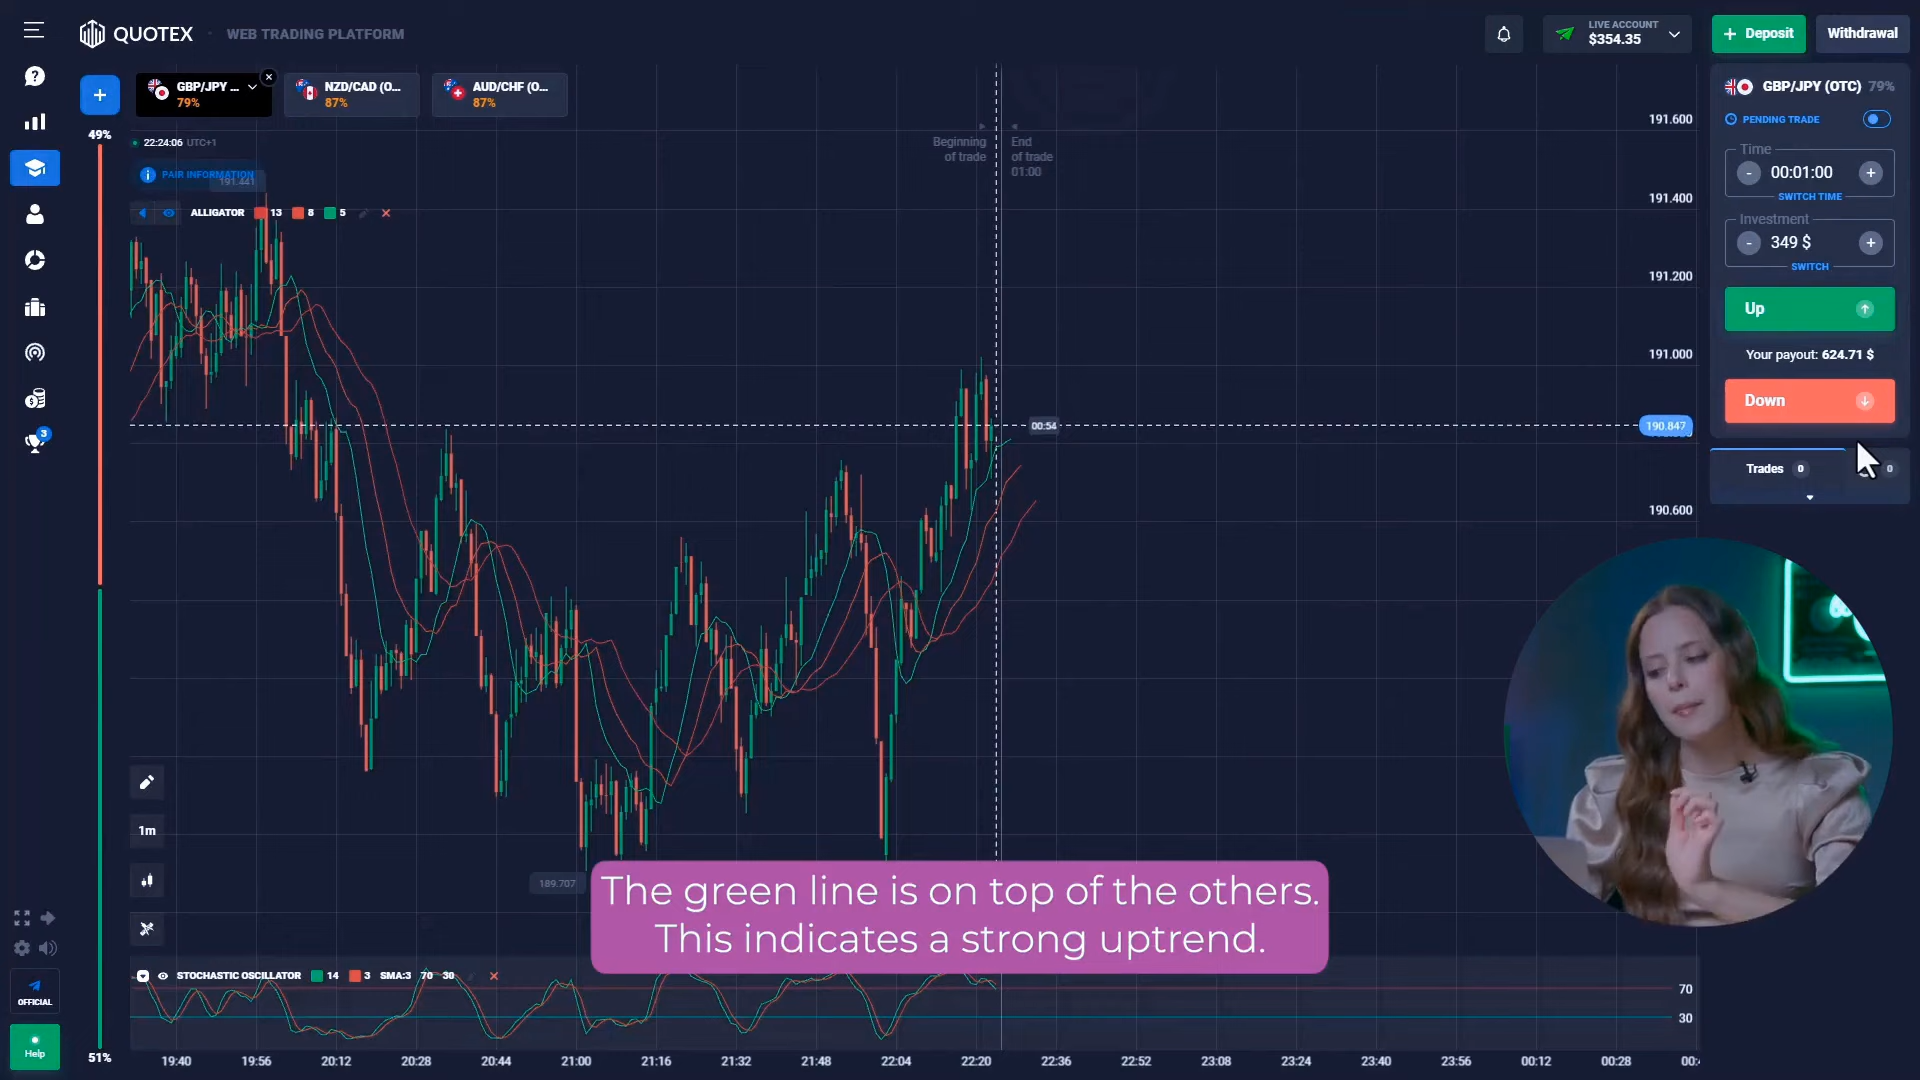 QUOTEX
WEB TRADING PLATFORM
LIVE ACCOUNT
$354.35
Deposit
Withdrawal
GBP/JPY ...
79%
NZD/CAD (O...
87%
AUD/CHF (O...
87%
49%
22:24:06 UTC+1
PAIR INFORMATION
191.441
ALLIGATOR 13 8 5
Beginning
of trade
End
of trade
01:00
191.600
191.400
191.200
191.000
190.847
190.600
00:54
GBP/JPY (OTC) 79%
PENDING TRADE
Time
- 00:01:00 +
SWITCH TIME
Investment
- 349 $ +
SWITCH
Up
Your payout: 624.71 $
Down
Trades 0
0
3
1m
189.707
The green line is on top of the others.
This indicates a strong uptrend.
STOCHASTIC OSCILLATOR 14 3 SMA:3 70 30
70
30
OFFICIAL
Help
51%
19:40 19:56 20:12 20:28 20:44 21:00 21:16 21:32 21:48 22:04 22:20 22:36 22:52 23:08 23:24 23:40 23:56 00:12 00:28